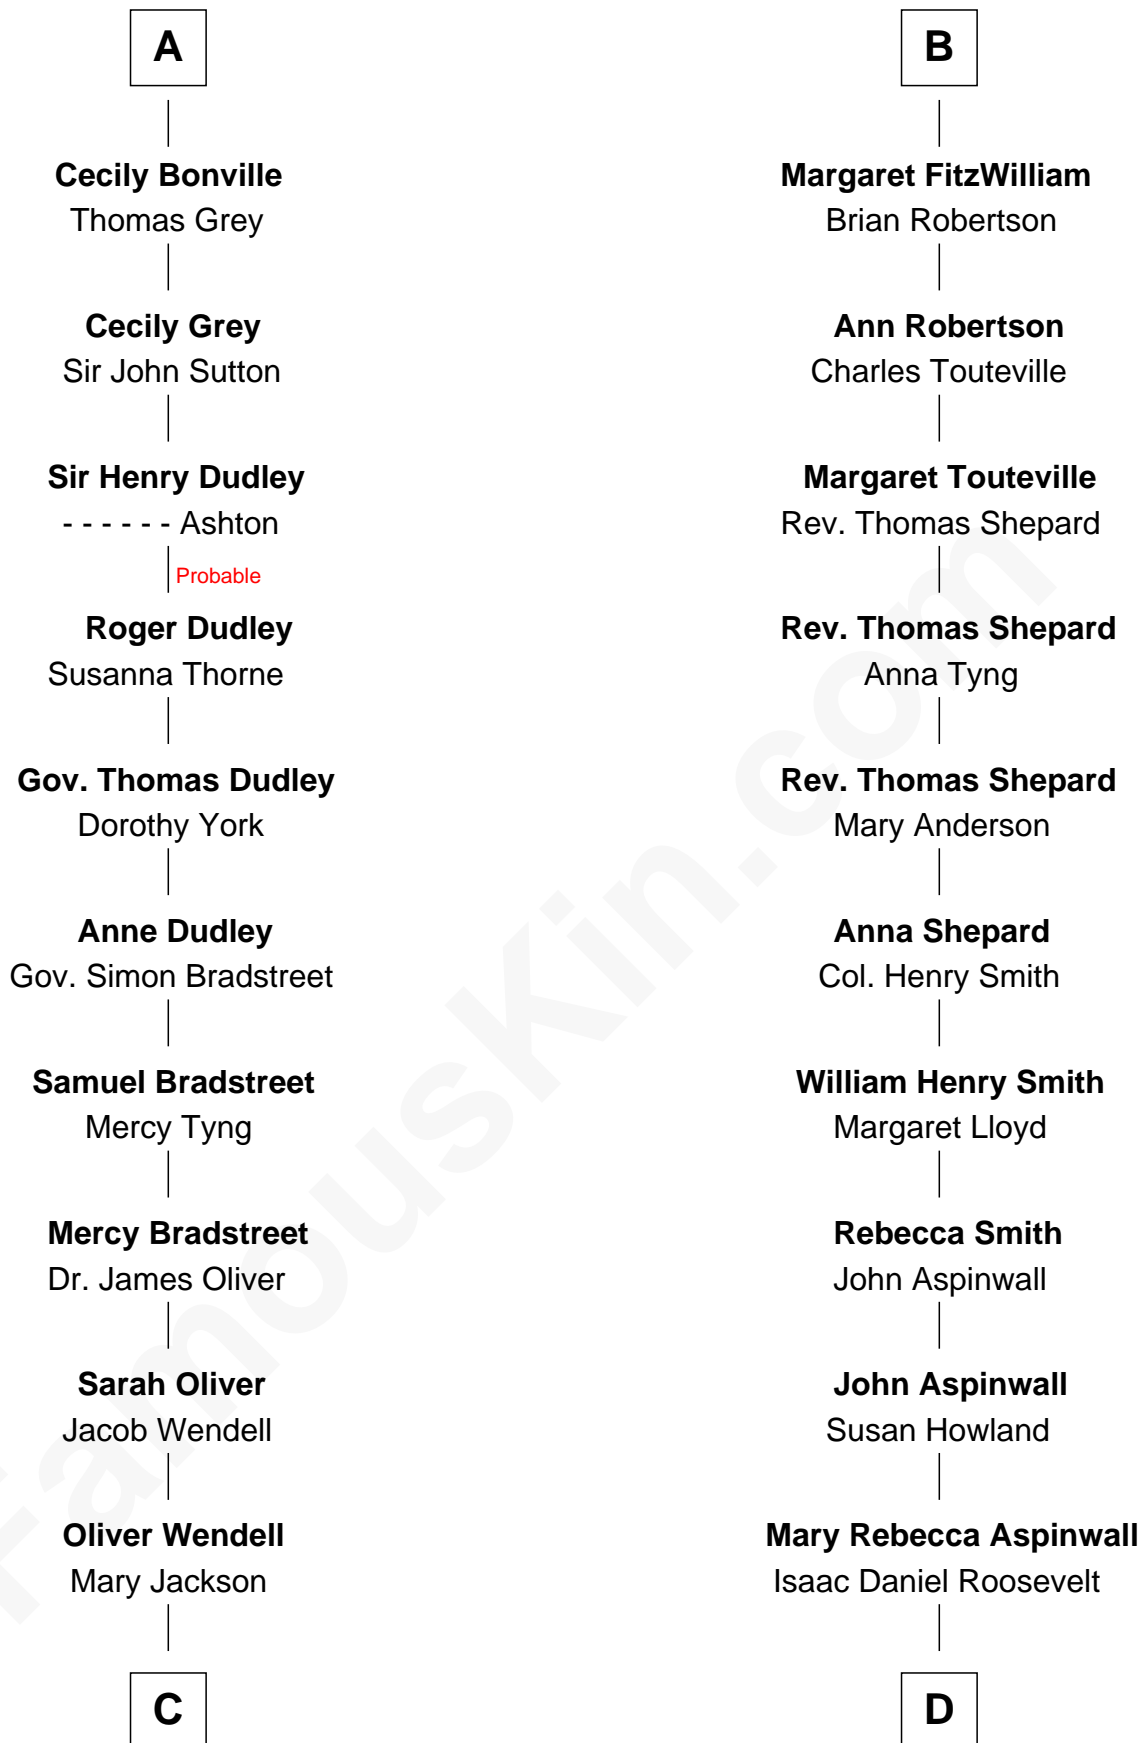 A
Cecily Bonville
Thomas Grey
Cecily Grey
Sir John Sutton
Sir Henry Dudley
- - - - - - Ashton
Probable
Roger Dudley
Susanna Thorne
Gov. Thomas Dudley
Dorothy York
Anne Dudley
Gov. Simon Bradstreet
Samuel Bradstreet
Mercy Tyng
Mercy Bradstreet
Dr. James Oliver
Sarah Oliver
Jacob Wendell
Oliver Wendell
Mary Jackson
C
B
Margaret FitzWilliam
Brian Robertson
Ann Robertson
Charles Touteville
Margaret Touteville
Rev. Thomas Shepard
Rev. Thomas Shepard
Anna Tyng
Rev. Thomas Shepard
Mary Anderson
Anna Shepard
Col. Henry Smith
William Henry Smith
Margaret Lloyd
Rebecca Smith
John Aspinwall
John Aspinwall
Susan Howland
Mary Rebecca Aspinwall
Isaac Daniel Roosevelt
D
FamousKin.com